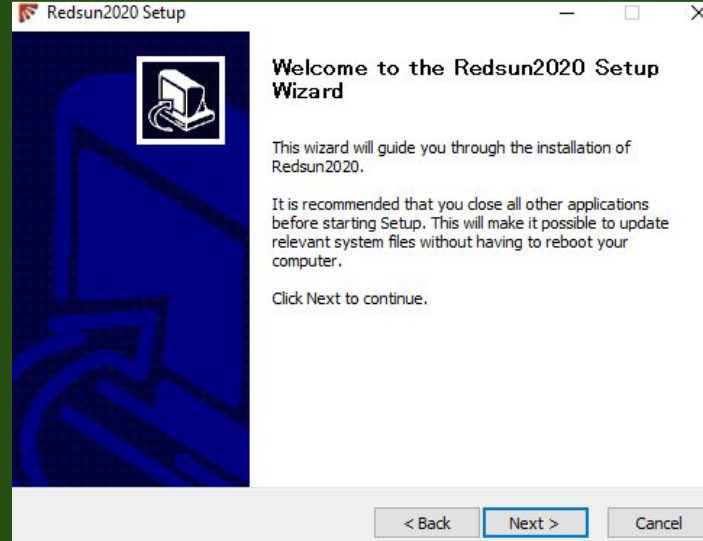 Redsun2020 Setup
Welcome to the Redsun2020 Setup
Wizard
This wizard will guide you through the installation of
Redsun2020.
It is recommended that you close all other applications
before starting Setup. This will make it possible to update
relevant system files without having to reboot your
computer.
Click Next to continue.
< Back
Next >
Cancel